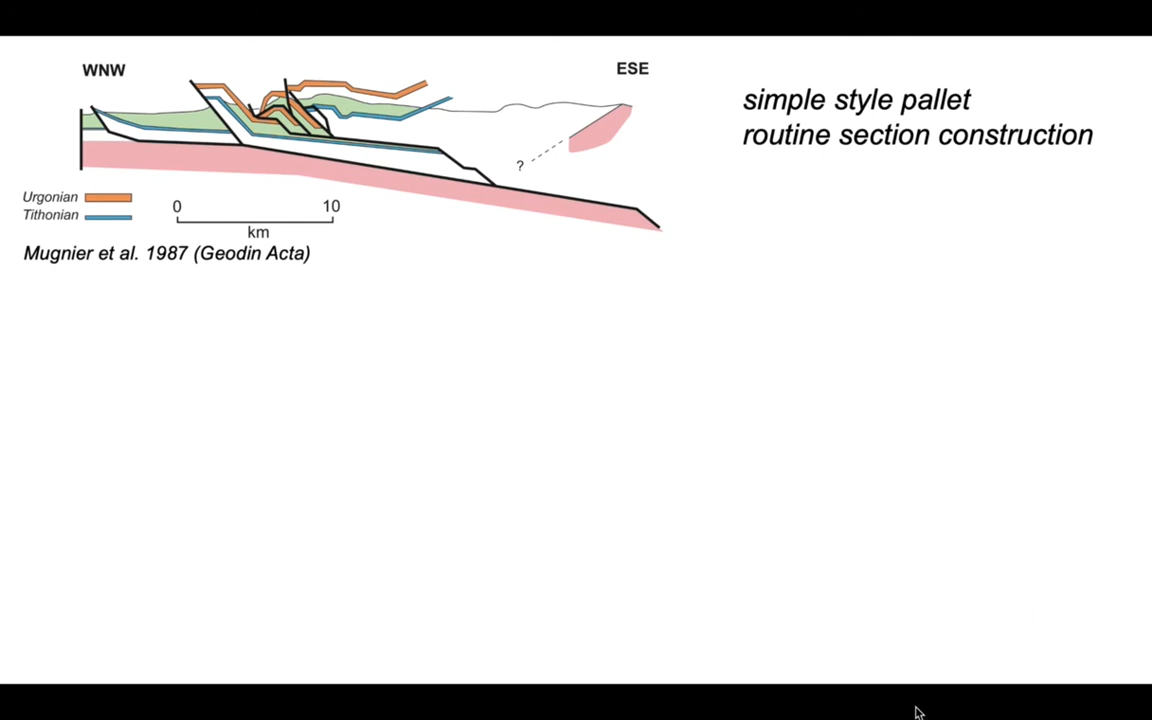 WNW
ESE
simple style pallet
routine section construction
?
Urgonian
Tithonian
0 10
km
Mugnier et al. 1987 (Geodin Acta)